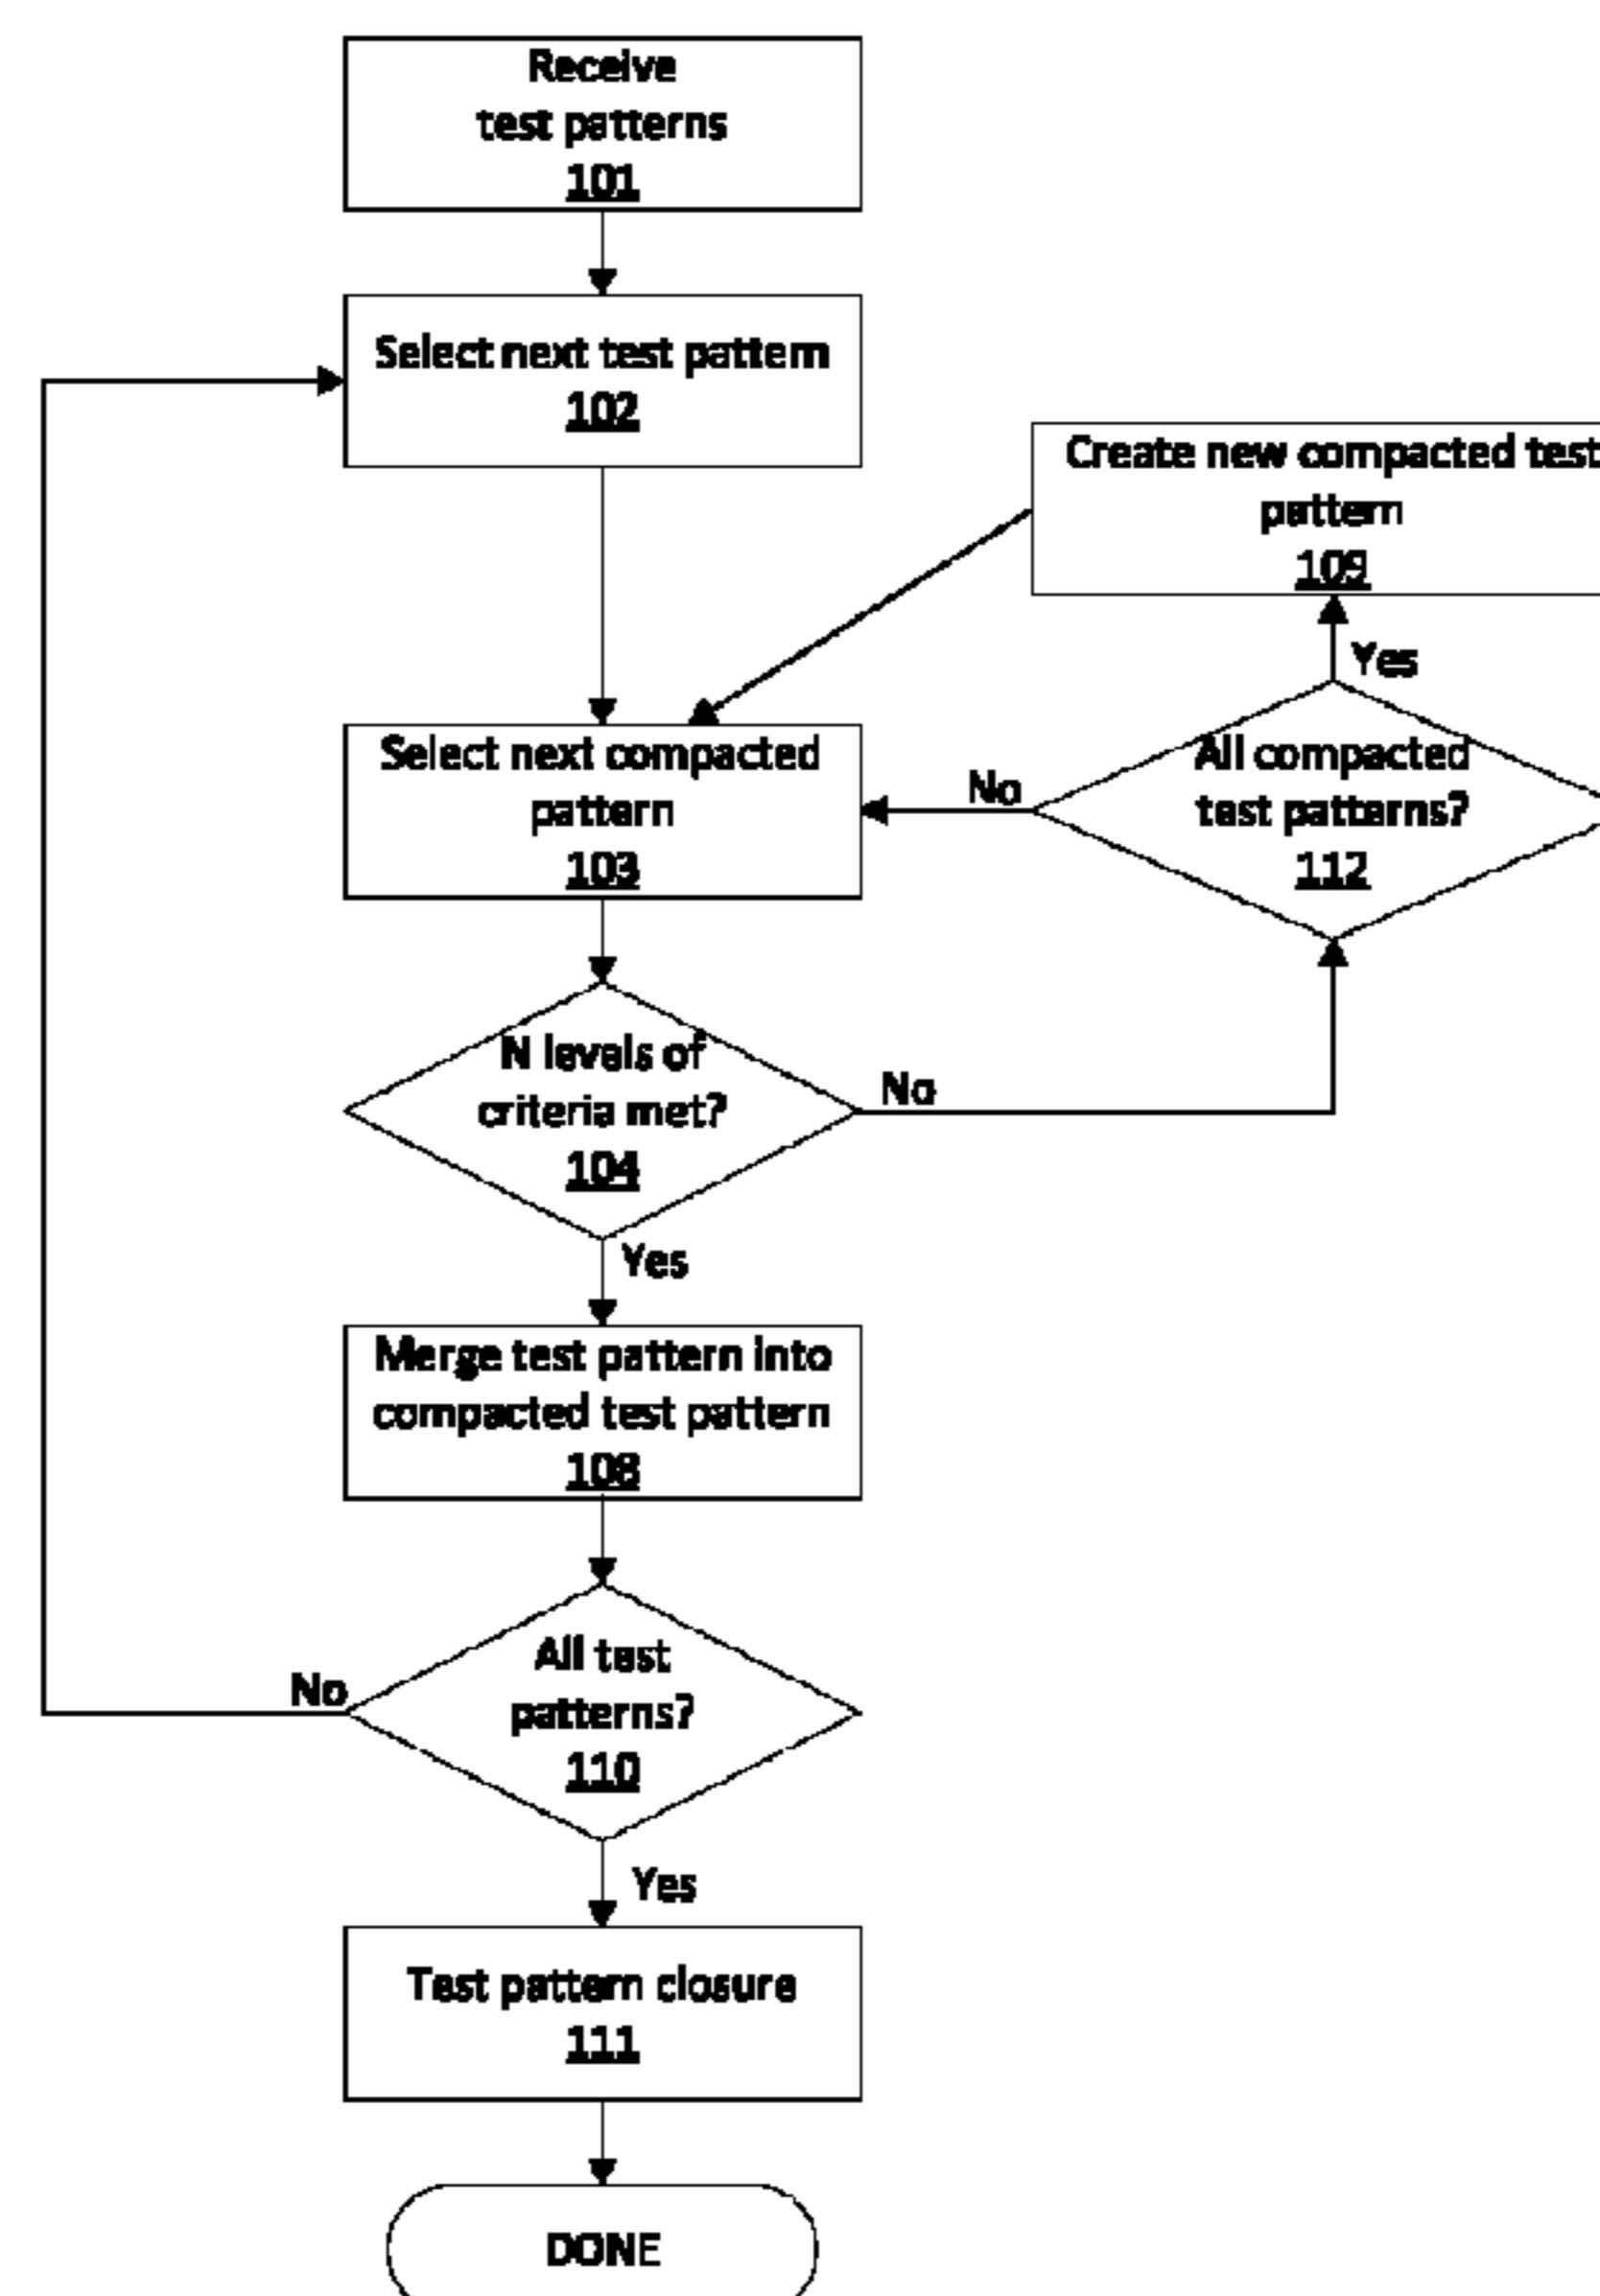 Receive
test patterns
101
Select next test pattern
102
Create new compacted test
pattern
109
Yes
Select next compacted
pattern
103
No
All compacted
test patterns?
112
N levels of
criteria met?
104
No
Yes
Merge test pattern into
compacted test pattern
108
All test
patterns?
110
No
Yes
Test pattern closure
111
DONE